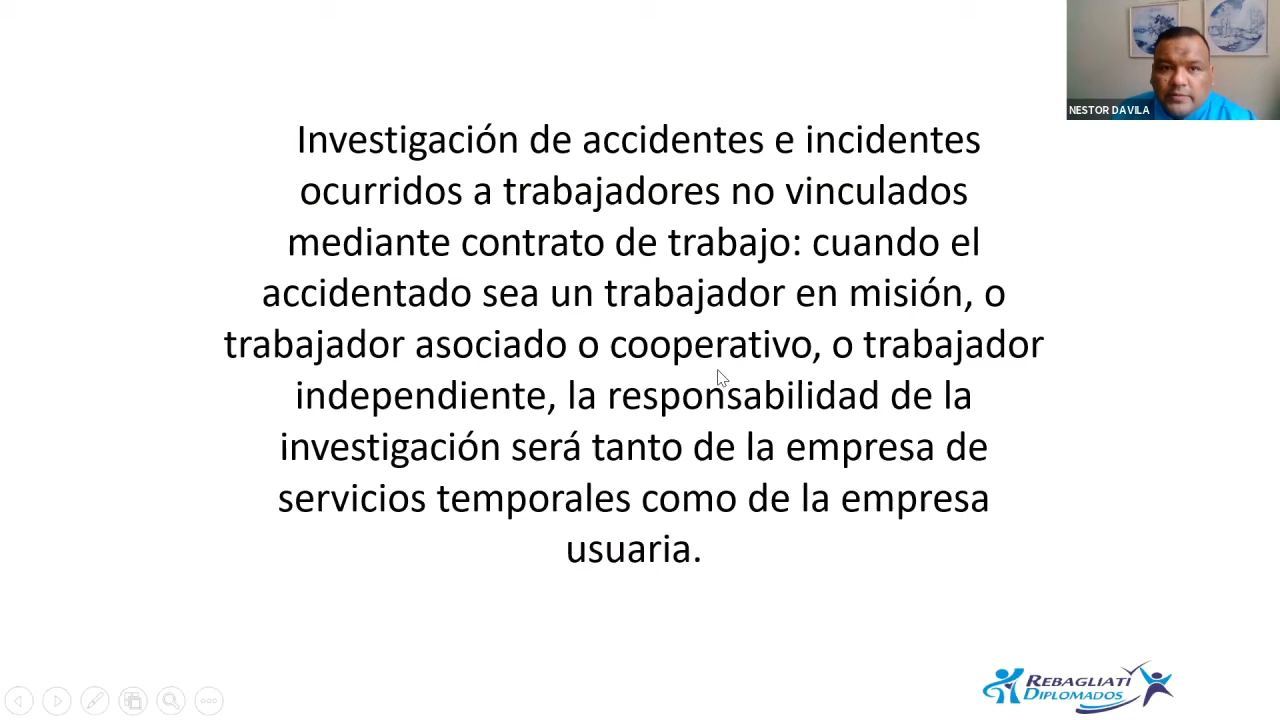 NESTOR DAVILA
Investigación de accidentes e incidentes
ocurridos a trabajadores no vinculados
mediante contrato de trabajo: cuando el
accidentado sea un trabajador en misión, o
trabajador asociado o cooperativo, o trabajador
independiente, la responsabilidad de la
investigación será tanto de la empresa de
servicios temporales como de la empresa
usuaria.
REBAGLIATI
DIPLOMADOS